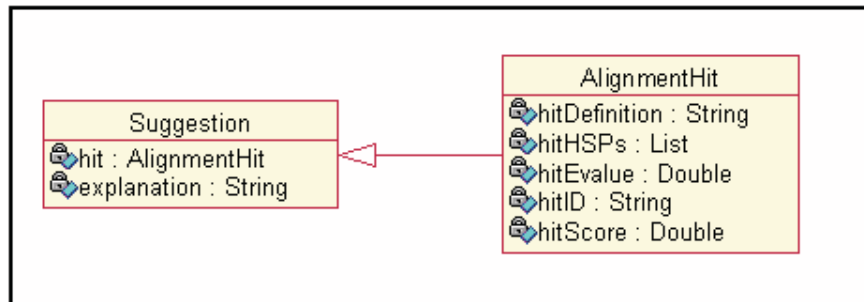 Suggestion
hit : AlignmentHit
explanation : String
AlignmentHit
hitDefinition : String
hitHSPs : List
hitEvalue : Double
hitID : String
hitScore : Double